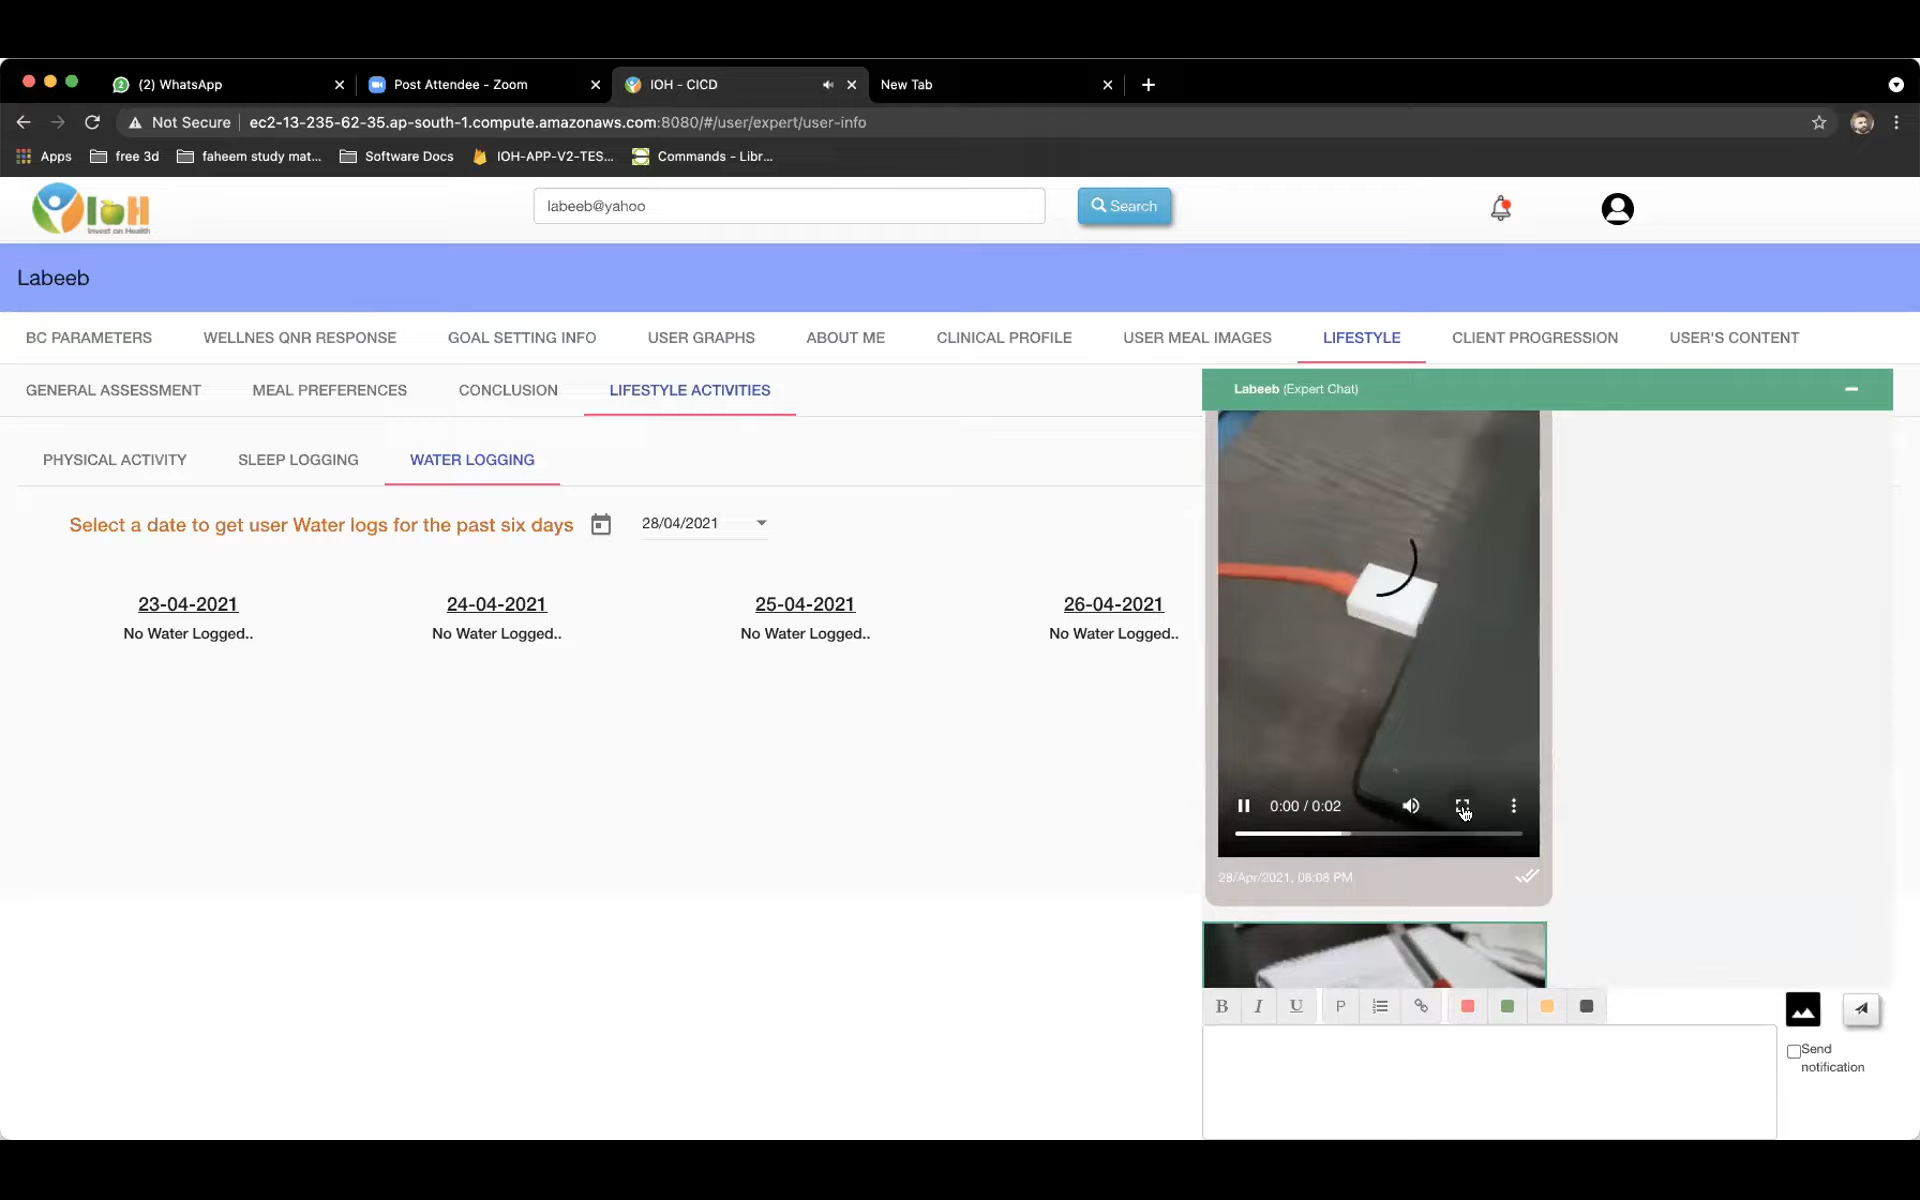 (2) WhatsApp
Post Attendee - Zoom
IOH - CICD
New Tab
Not Secure
ec2-13-235-62-35.ap-south-1.compute.amazonaws.com:8080/#/user/expert/user-info
Apps
free 3d
faheem study mat...
Software Docs
IOH-APP-V2-TES...
Commands - Libr...
IoH
Invest on Health
labeeb@yahoo
Search
Labeeb
BC PARAMETERS
WELLNES QNR RESPONSE
GOAL SETTING INFO
USER GRAPHS
ABOUT ME
CLINICAL PROFILE
USER MEAL IMAGES
LIFESTYLE
CLIENT PROGRESSION
USER'S CONTENT
GENERAL ASSESSMENT
MEAL PREFERENCES
CONCLUSION
LIFESTYLE ACTIVITIES
Labeeb (Expert Chat)
PHYSICAL ACTIVITY
SLEEP LOGGING
WATER LOGGING
Select a date to get user Water logs for the past six days
28/04/2021
23-04-2021
No Water Logged..
24-04-2021
No Water Logged..
25-04-2021
No Water Logged..
26-04-2021
No Water Logged..
0:00 / 0:02
28/Apr/2021, 08:08 PM
B
I
U
P
Send
notification